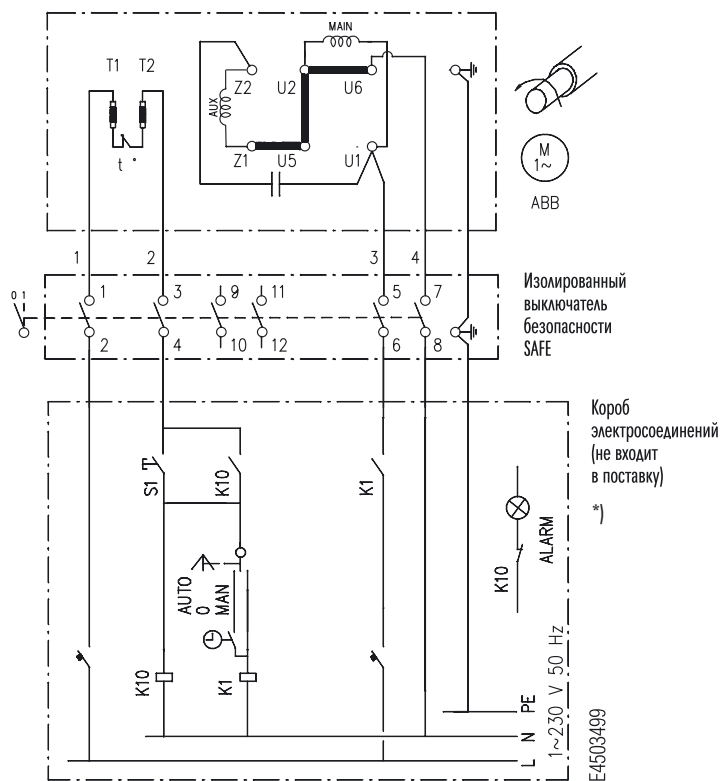 MAIN
T1 T2
Z2 U2 U6
AUX
t°
Z1 U5 U1
M
1~
ABB
1 2 3 4
0 1
1 3 9 11 5 7
2 4 10 12 6 8
Изолированный
выключатель
безопасности
SAFE
Короб
электросоединений
(не входит
в поставку)
*)
S1 K10 K1
ALARM
K10
AUTO
0
MAN
K10 K1
PE
N
L
1~230 V 50 Hz
E4503499